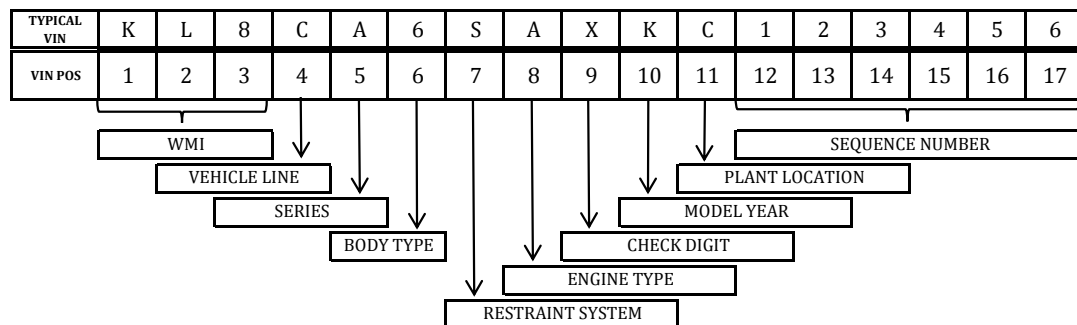 TYPICAL VIN K L 8 C A 6 S A X K C 1 2 3 4 5 6
VIN POS 1 2 3 4 5 6 7 8 9 10 11 12 13 14 15 16 17
WMI SEQUENCE NUMBER
VEHICLE LINE PLANT LOCATION
SERIES MODEL YEAR
BODY TYPE CHECK DIGIT
ENGINE TYPE
RESTRAINT SYSTEM